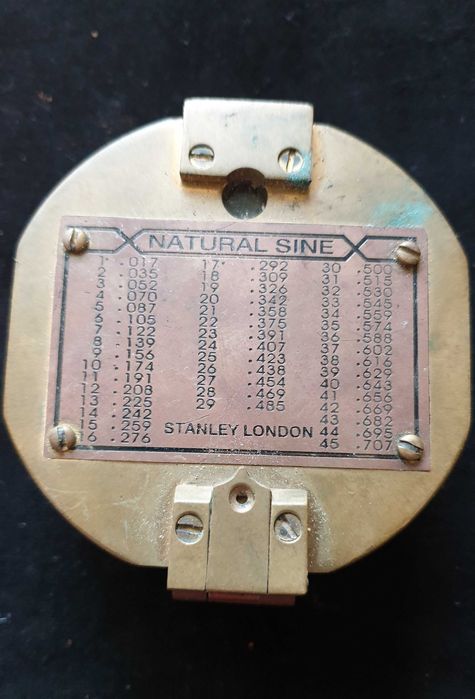 NATURAL SINE
1 .017 17 .292 30 .500
2 .035 18 .309 31 .515
3 .052 19 .326 32 .530
4 .070 20 .342 33 .545
5 .087 21 .358 34 .559
6 .105 22 .375 35 .574
7 .122 23 .391 36 .588
8 .139 24 .407 37 .602
9 .156 25 .423 38 .616
10 .174 26 .438 39 .629
11 .191 27 .454 40 .643
12 .208 28 .469 41 .656
13 .225 29 .485 42 .669
14 .242 43 .682
15 .259 STANLEY LONDON 44 .695
16 .276 45 .707